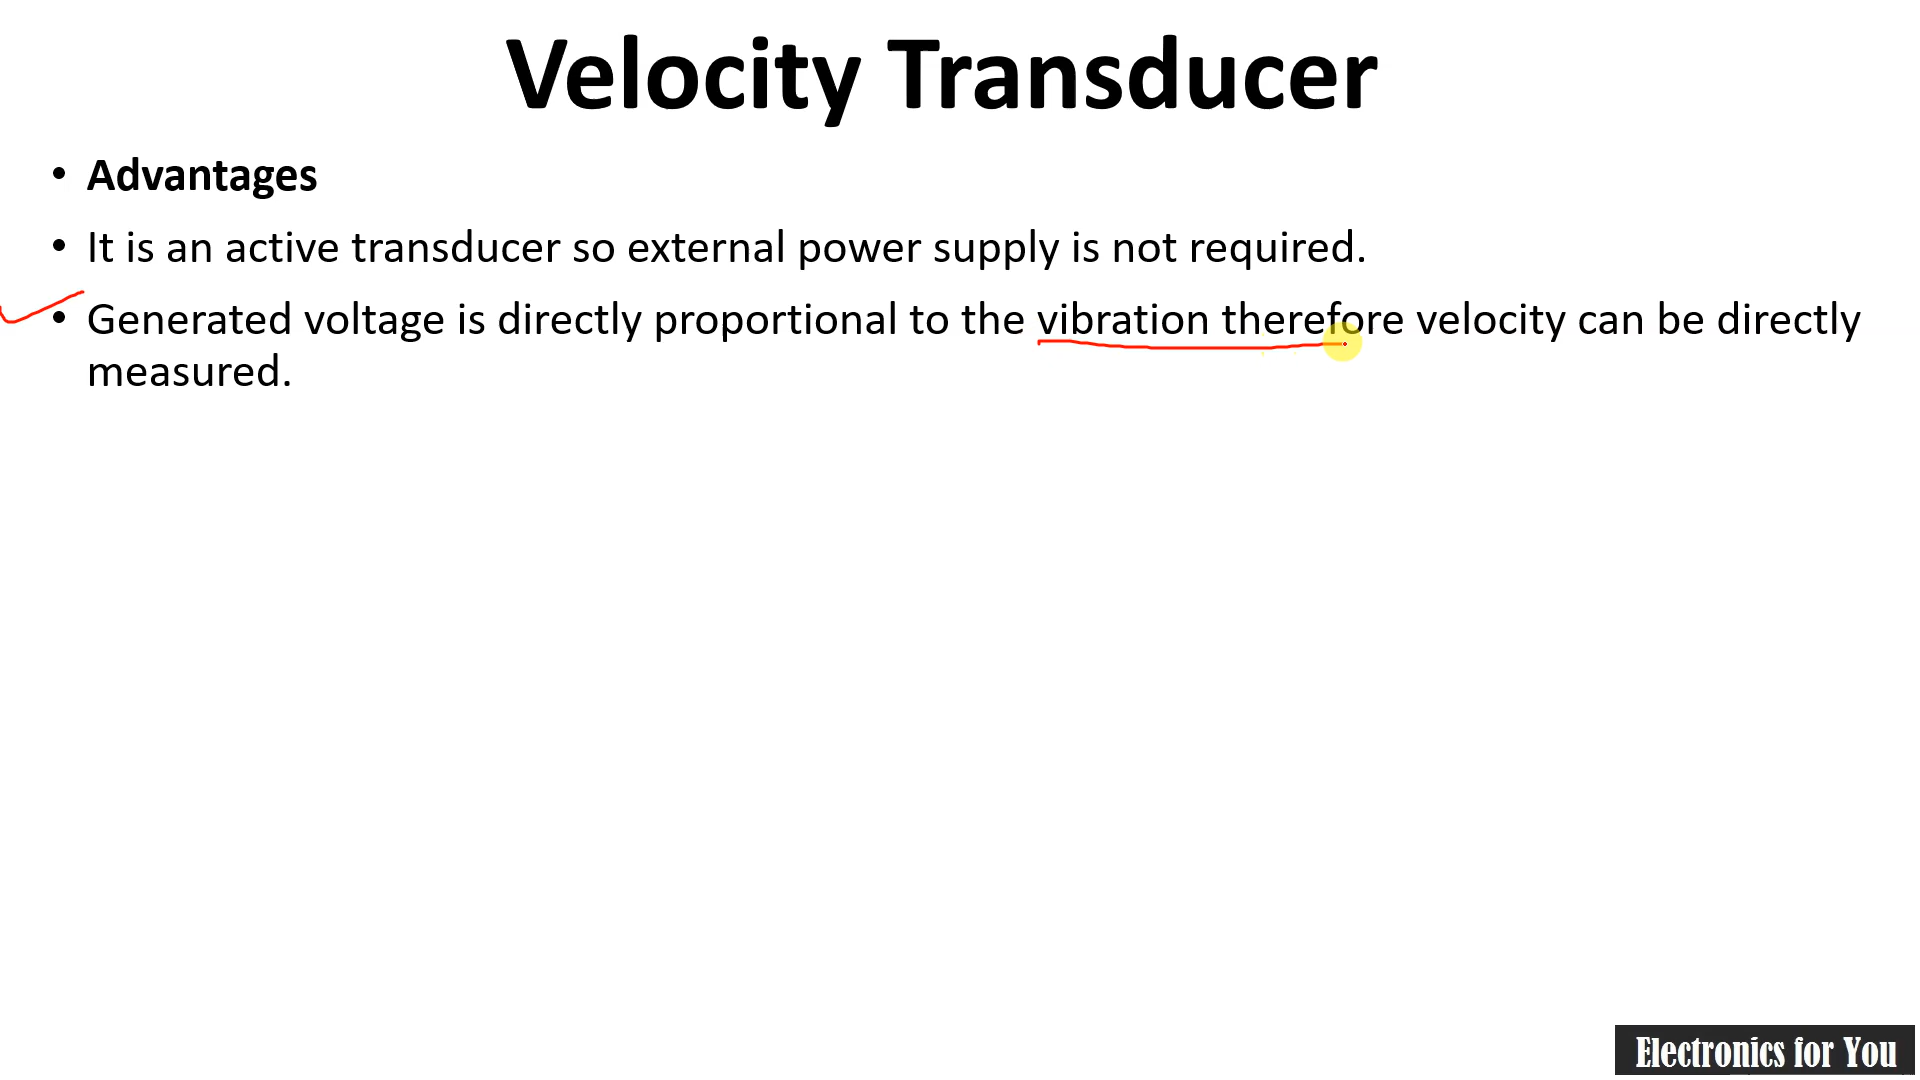 Velocity Transducer
• Advantages
• It is an active transducer so external power supply is not required.
• Generated voltage is directly proportional to the vibration therefore velocity can be directly
measured.
Electronics for You